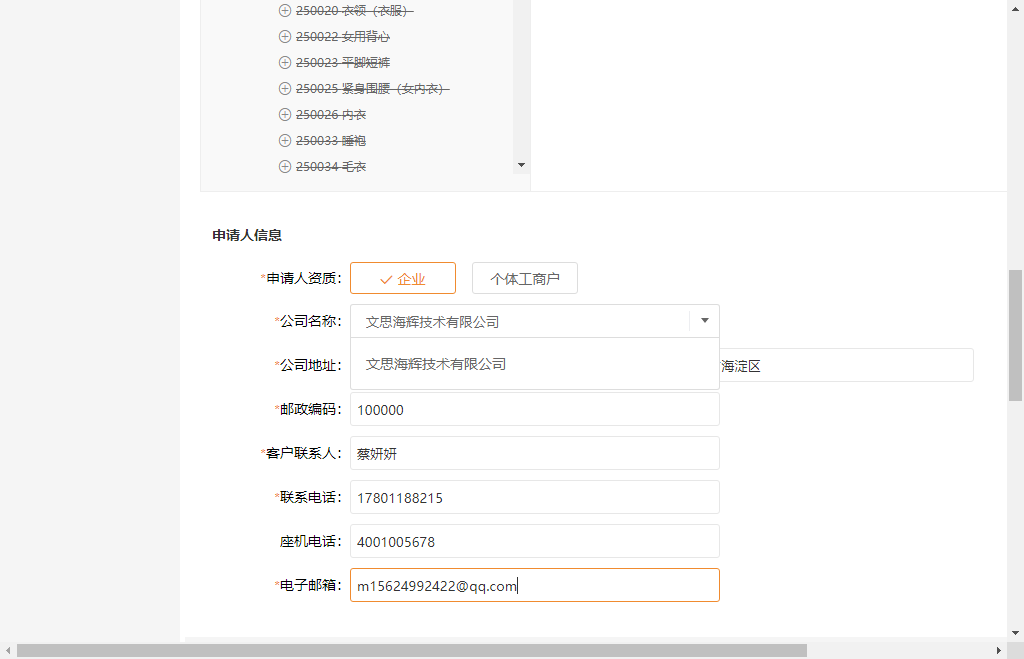 250020 衣领（衣服）
250022 女用背心
250023 平脚短裤
250025 紧身围腰（女内衣）
250026 内衣
250033 睡袍
250034 毛衣
申请人信息
*申请人资质： 企业 个体工商户
*公司名称： 文思海辉技术有限公司
文思海辉技术有限公司
*公司地址： 海淀区
*邮政编码： 100000
*客户联系人： 蔡妍妍
*联系电话： 17801188215
座机电话： 4001005678
*电子邮箱： m15624992422@qq.com